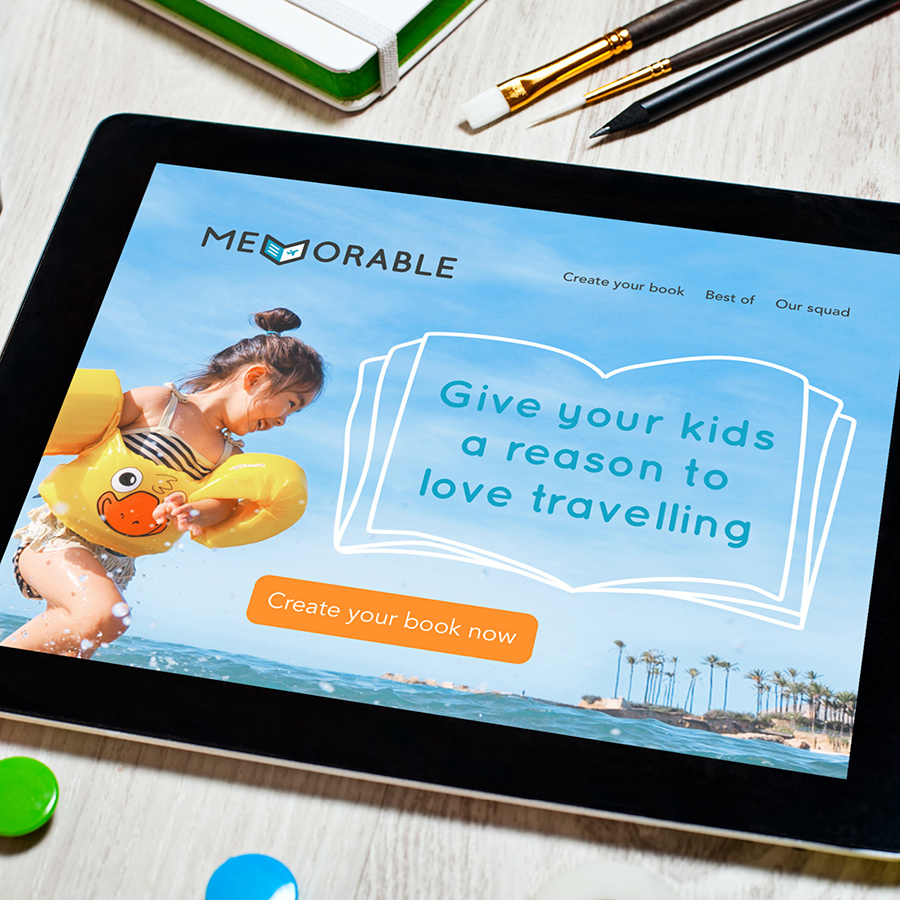 MEMORABLE
Create your book
Best of
Our squad
Give your kids
a reason to
love travelling
Create your book now